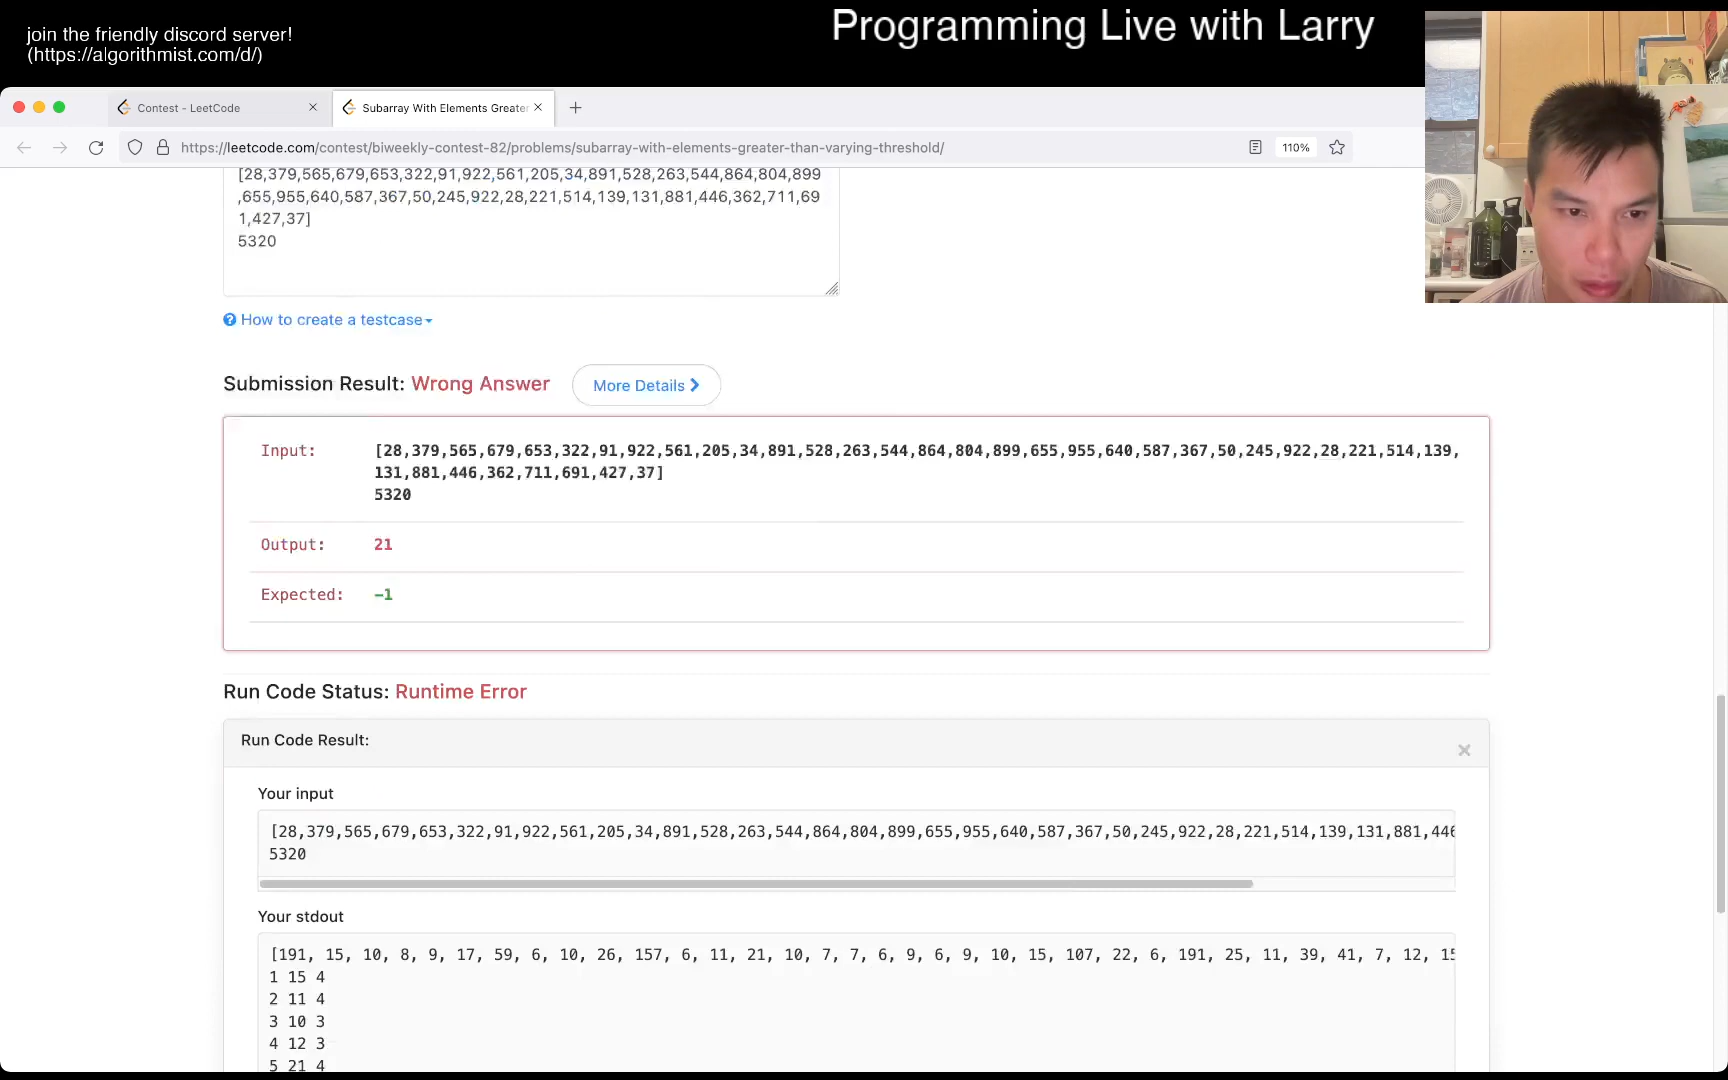 join the friendly discord server!
(https://algorithmist.com/d/)
Programming Live with Larry
Contest - LeetCode
Subarray With Elements Greater
https://leetcode.com/contest/biweekly-contest-82/problems/subarray-with-elements-greater-than-varying-threshold/
110%
[28,379,565,679,653,322,91,922,561,205,34,891,528,263,544,864,804,899
,655,955,640,587,367,50,245,922,28,221,514,139,131,881,446,362,711,69
1,427,37]
5320
How to create a testcase
Submission Result: Wrong Answer
More Details
Input:
[28,379,565,679,653,322,91,922,561,205,34,891,528,263,544,864,804,899,655,955,640,587,367,50,245,922,28,221,514,139,
131,881,446,362,711,691,427,37]
5320
Output:
21
Expected:
-1
Run Code Status: Runtime Error
Run Code Result:
Your input
[28,379,565,679,653,322,91,922,561,205,34,891,528,263,544,864,804,899,655,955,640,587,367,50,245,922,28,221,514,139,131,881,446
5320
Your stdout
[191, 15, 10, 8, 9, 17, 59, 6, 10, 26, 157, 6, 11, 21, 10, 7, 7, 6, 9, 6, 9, 10, 15, 107, 22, 6, 191, 25, 11, 39, 41, 7, 12, 15
1 15 4
2 11 4
3 10 3
4 12 3
5 21 4